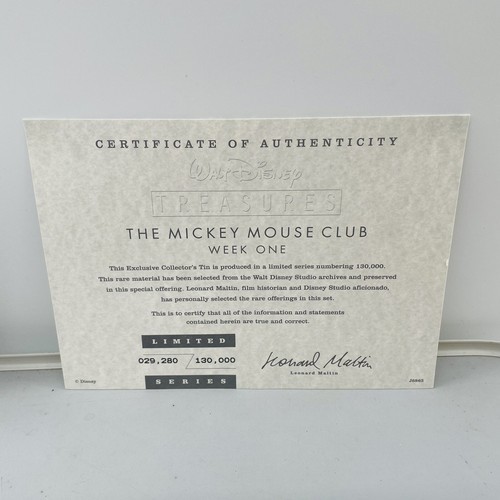 CERTIFICATE OF AUTHENTICITY
Walt Disney
TREASURES
THE MICKEY MOUSE CLUB
WEEK ONE
This Exclusive Collector's Tin is produced in a limited series numbering 130,000.
This rare material has been selected from the Walt Disney Studio archives and preserved
in this special offering. Leonard Maltin, film historian and Disney Studio aficionado,
has personally selected the rare offerings in this set.
This is to certify that all of the information and statements
contained herein are true and correct.
LIMITED
029,280 / 130,000
SERIES
Leonard Maltin
Leonard Maltin
© Disney